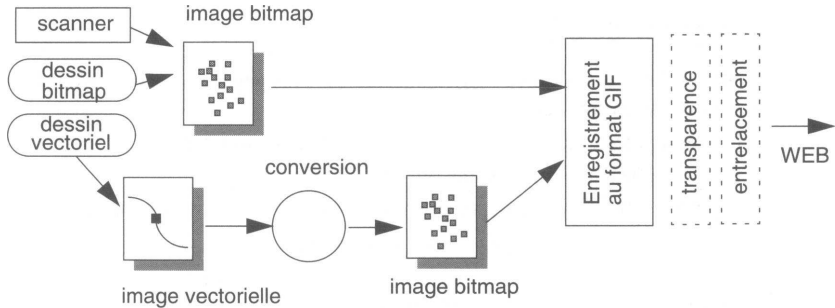 image bitmap
scanner
dessin
bitmap
dessin
vectoriel
conversion
image vectorielle
image bitmap
Enregistrement
au format GIF
transparence
entrelacement
WEB